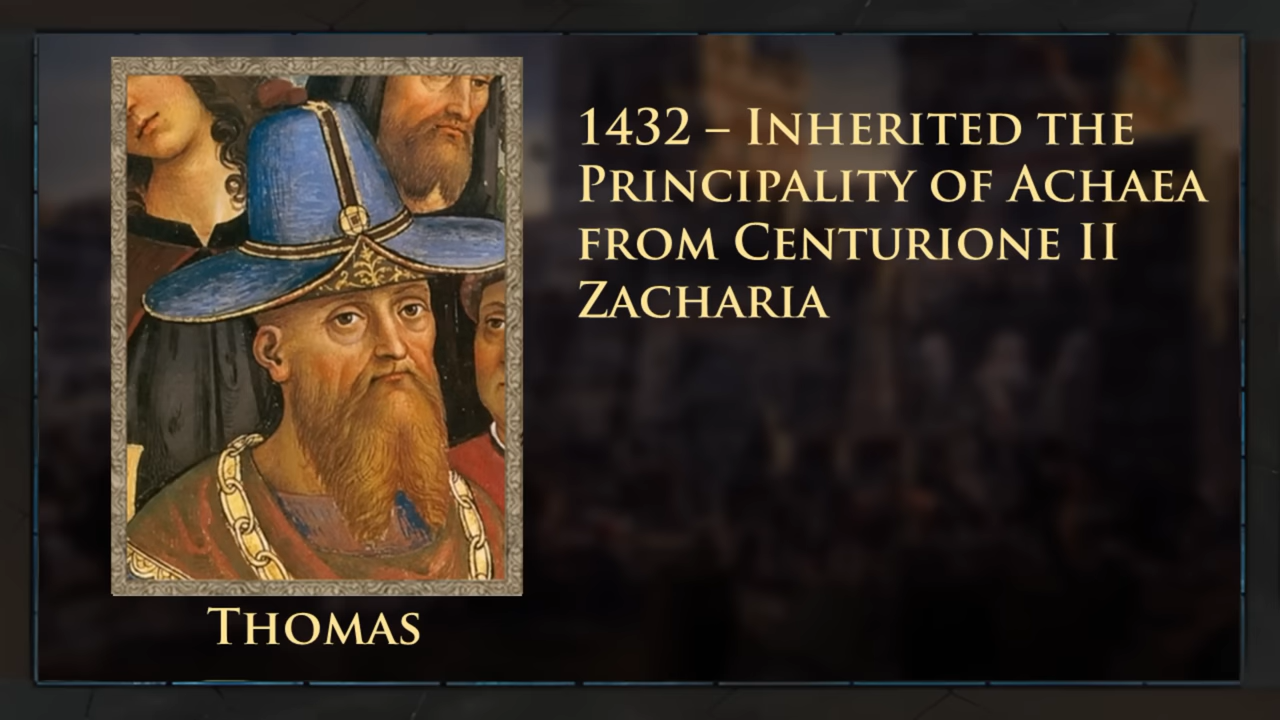 1432 – Inherited the
Principality of Achaea
from Centurione II
Zacharia
Thomas